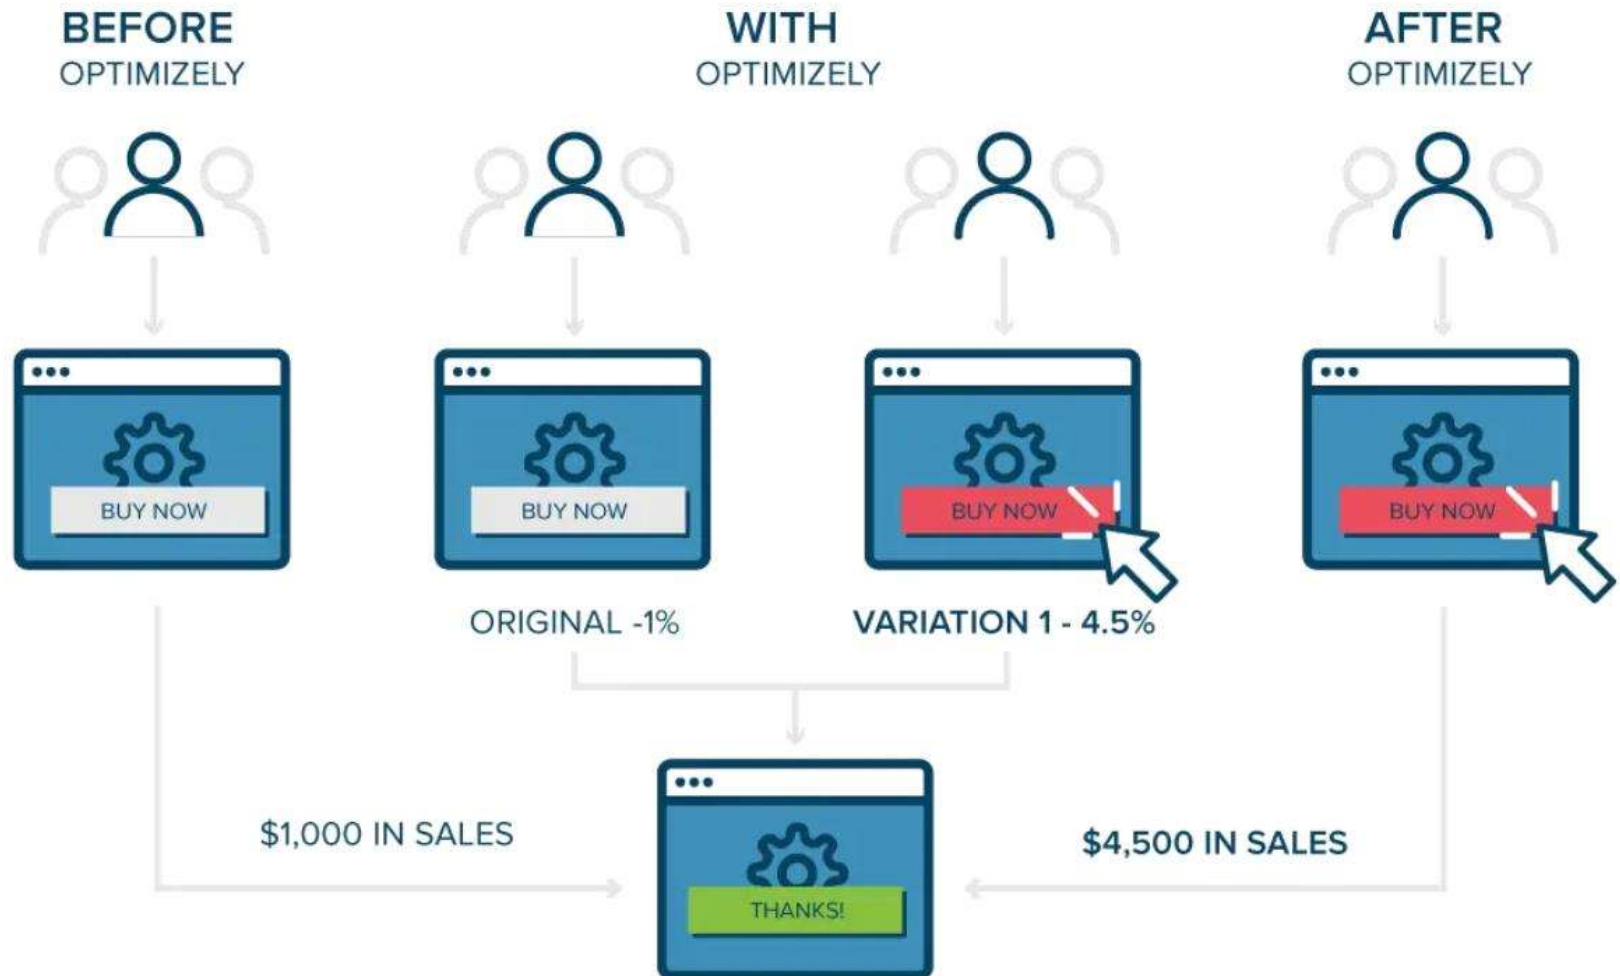 BEFORE
OPTIMIZELY
WITH
OPTIMIZELY
AFTER
OPTIMIZELY
BUY NOW
BUY NOW
BUY NOW
BUY NOW
ORIGINAL -1%
VARIATION 1 - 4.5%
$1,000 IN SALES
$4,500 IN SALES
THANKS!